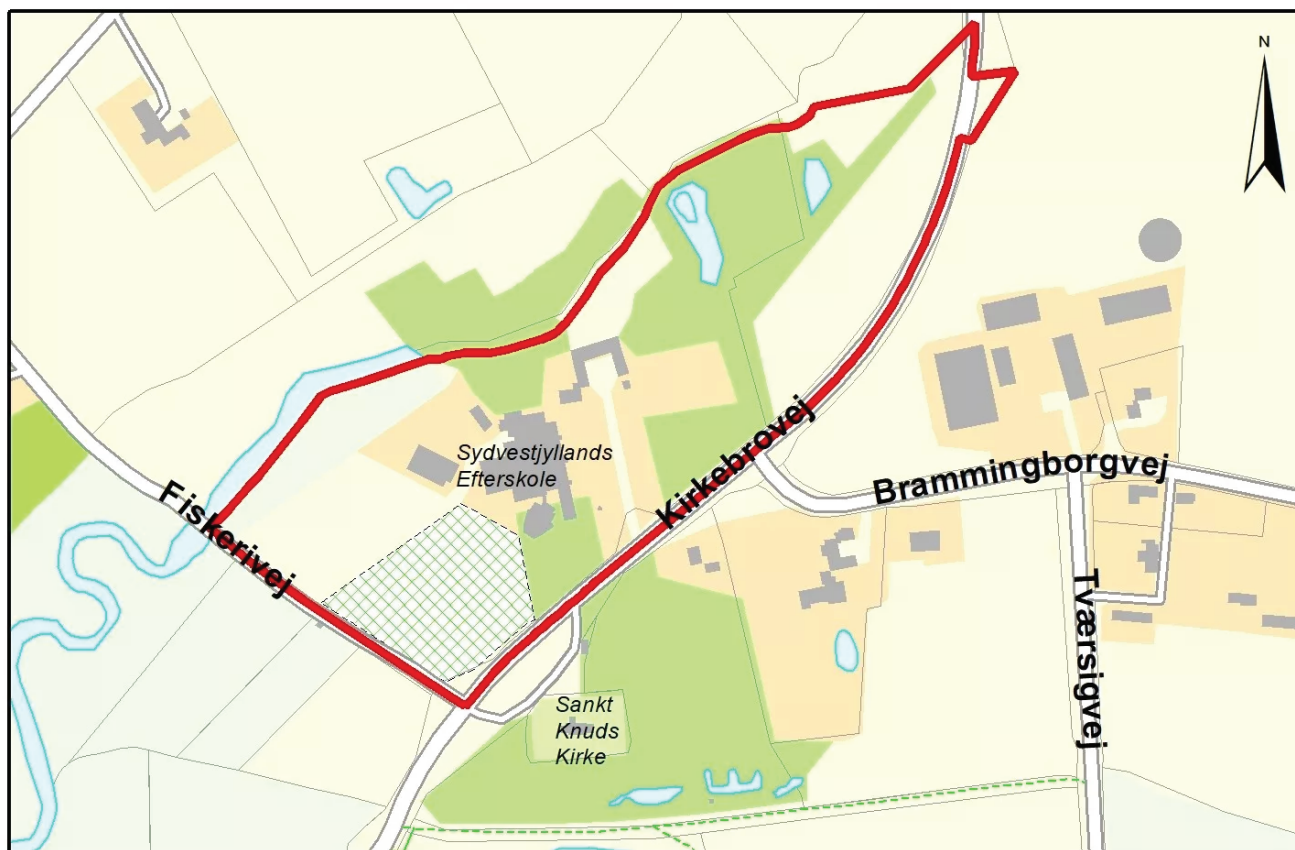 N
Fiskerivej
Sydvestjyllands
Efterskole
Kirkebrovej
Brammingborgvej
Tværsigvej
Sankt
Knuds
Kirke